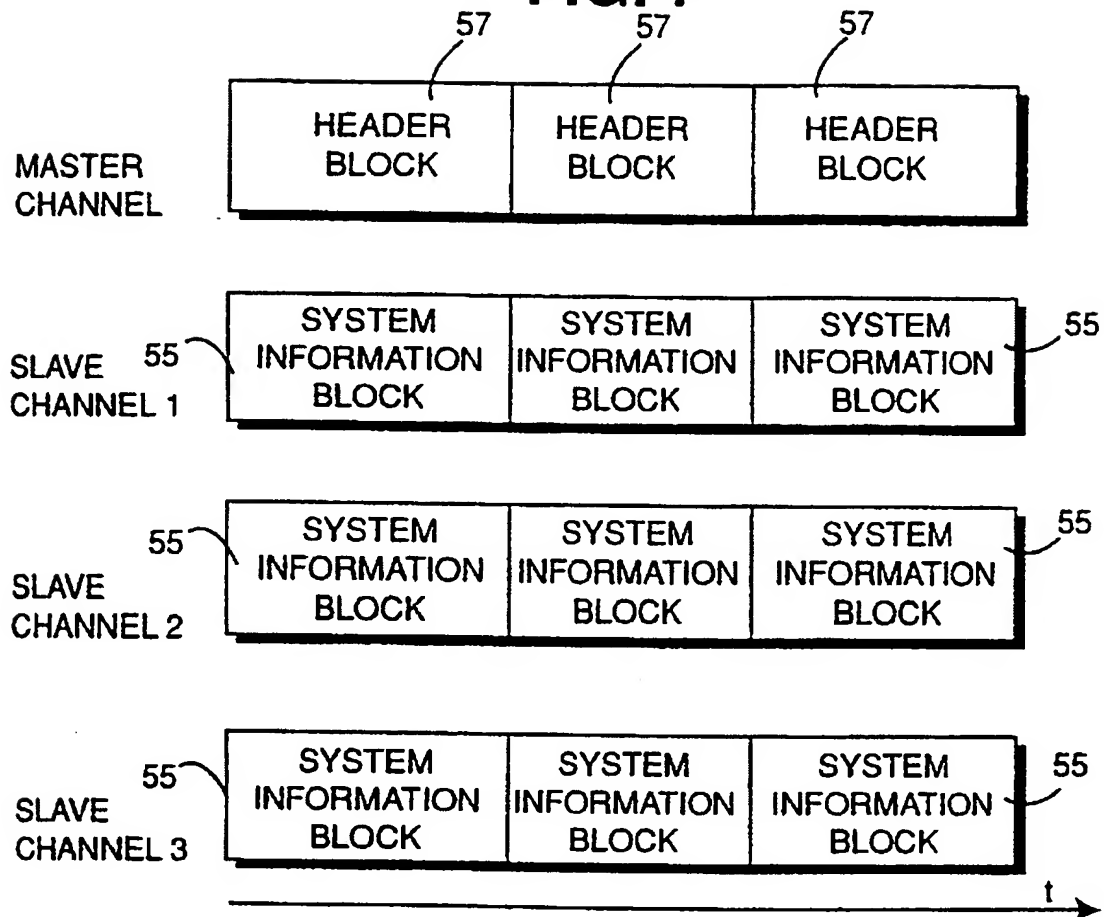 57 57 57
HEADER BLOCK HEADER BLOCK HEADER BLOCK
MASTER CHANNEL
SYSTEM INFORMATION BLOCK SYSTEM INFORMATION BLOCK SYSTEM INFORMATION BLOCK
SLAVE CHANNEL 1 55 55
SYSTEM INFORMATION BLOCK SYSTEM INFORMATION BLOCK SYSTEM INFORMATION BLOCK
SLAVE CHANNEL 2 55 55
SYSTEM INFORMATION BLOCK SYSTEM INFORMATION BLOCK SYSTEM INFORMATION BLOCK
SLAVE CHANNEL 3 55 55
t